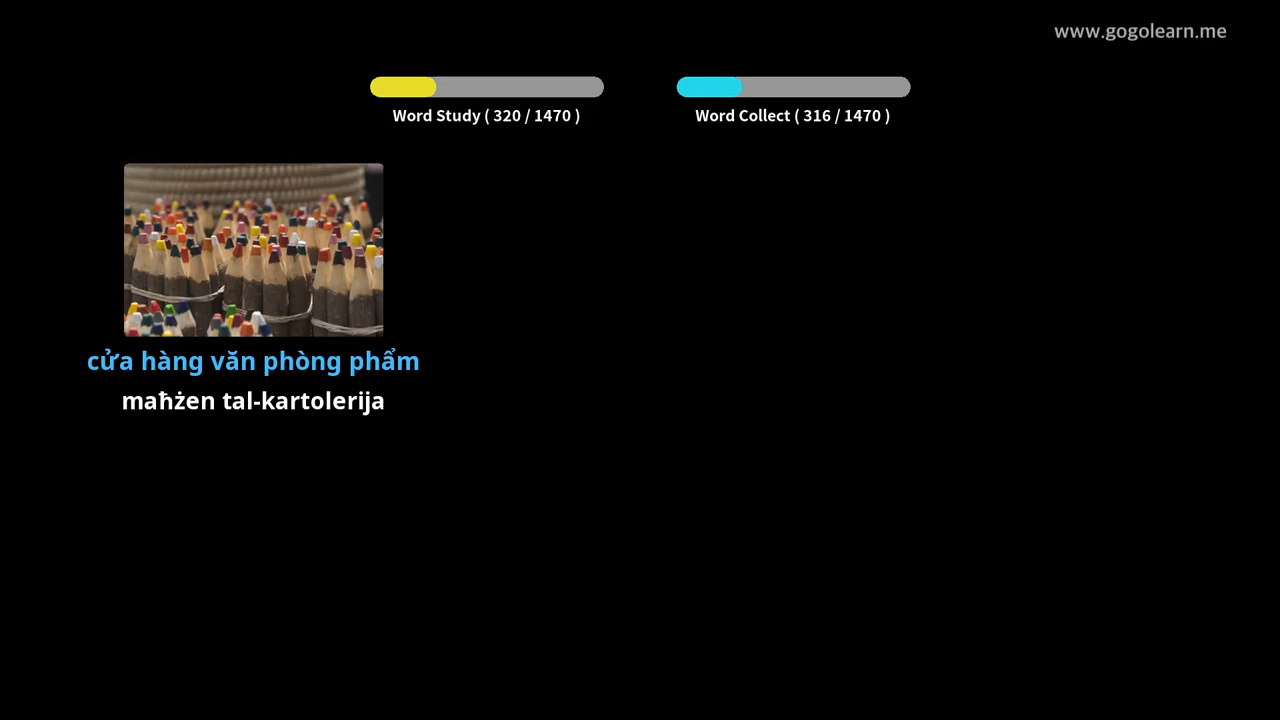 www.gogolearn.me
Word Study ( 320 / 1470 )
Word Collect ( 316 / 1470 )
cửa hàng văn phòng phẩm
maħżen tal-kartolerija